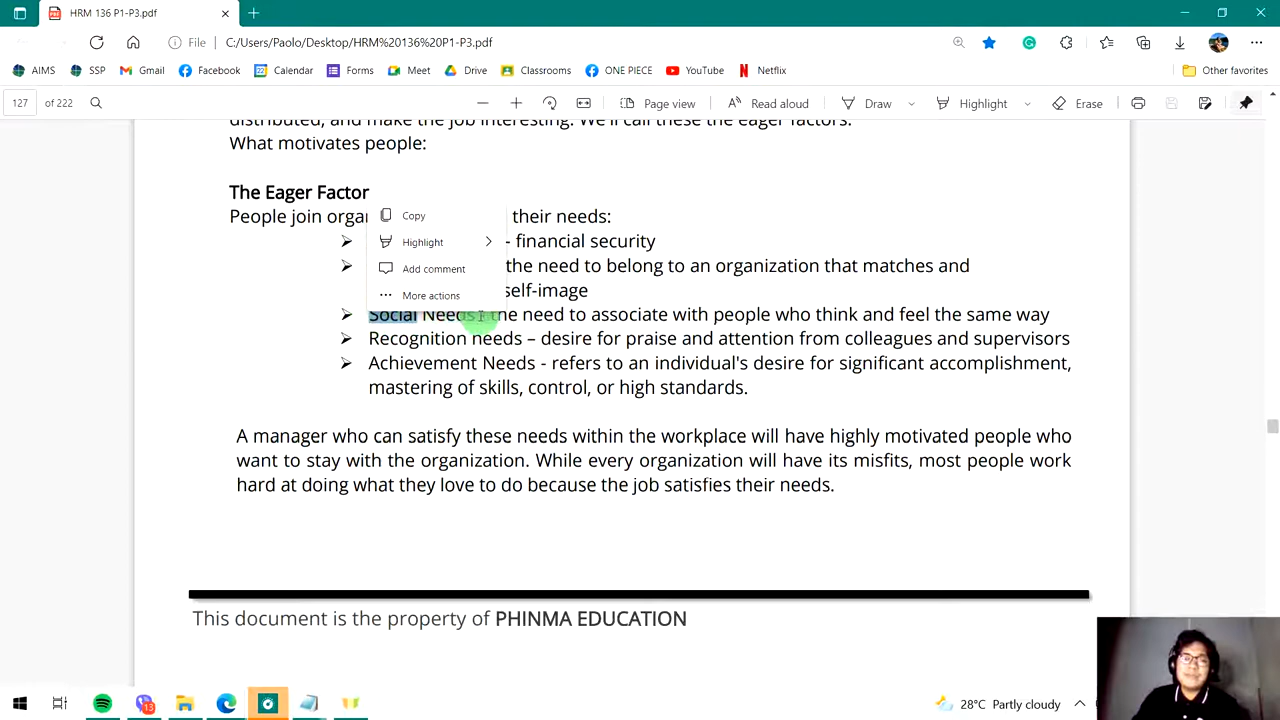 HRM 136 P1-P3.pdf
File
C:/Users/Paolo/Desktop/HRM%20136%20P1-P3.pdf
AIMS SSP Gmail Facebook Calendar Forms Meet Drive Classrooms ONE PIECE YouTube Netflix Other favorites
127 of 222 Page view Read aloud Draw Highlight Erase
distributed, and make the job interesting. We'll call these the eager factors.
What motivates people:
The Eager Factor
People join orga their needs:
Copy
Highlight
Add comment
More actions
- financial security
the need to belong to an organization that matches and
self-image
Social Needs - the need to associate with people who think and feel the same way
Recognition needs – desire for praise and attention from colleagues and supervisors
Achievement Needs - refers to an individual's desire for significant accomplishment,
mastering of skills, control, or high standards.
A manager who can satisfy these needs within the workplace will have highly motivated people who
want to stay with the organization. While every organization will have its misfits, most people work
hard at doing what they love to do because the job satisfies their needs.
This document is the property of PHINMA EDUCATION
13
28°C Partly cloudy